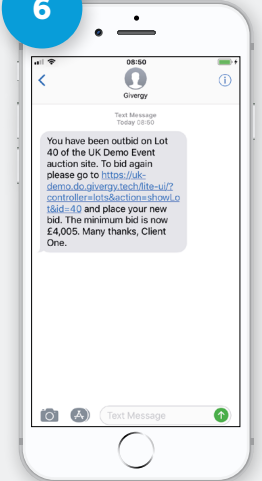 6
08:50
Givergy
Text Message
Today 08:50
You have been outbid on Lot
40 of the UK Demo Event
auction site. To bid again
please go to https://uk-
demo.do.givergy.tech/lite-ui/?
controller=lots&action=showLo
t&id=40 and place your new
bid. The minimum bid is now
£4,005. Many thanks, Client
One.
Text Message